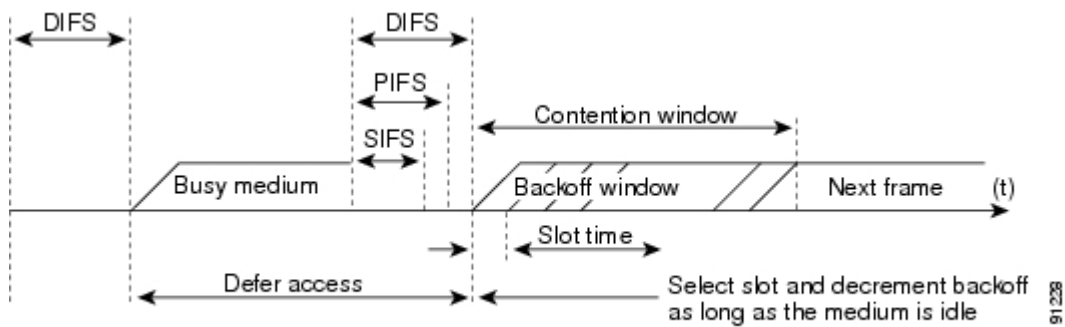 DIFS
DIFS
PIFS
SIFS
Contention window
Busy medium
Backoff window
Next frame
(t)
Slot time
Defer access
Select slot and decrement backoff
as long as the medium is idle
91228